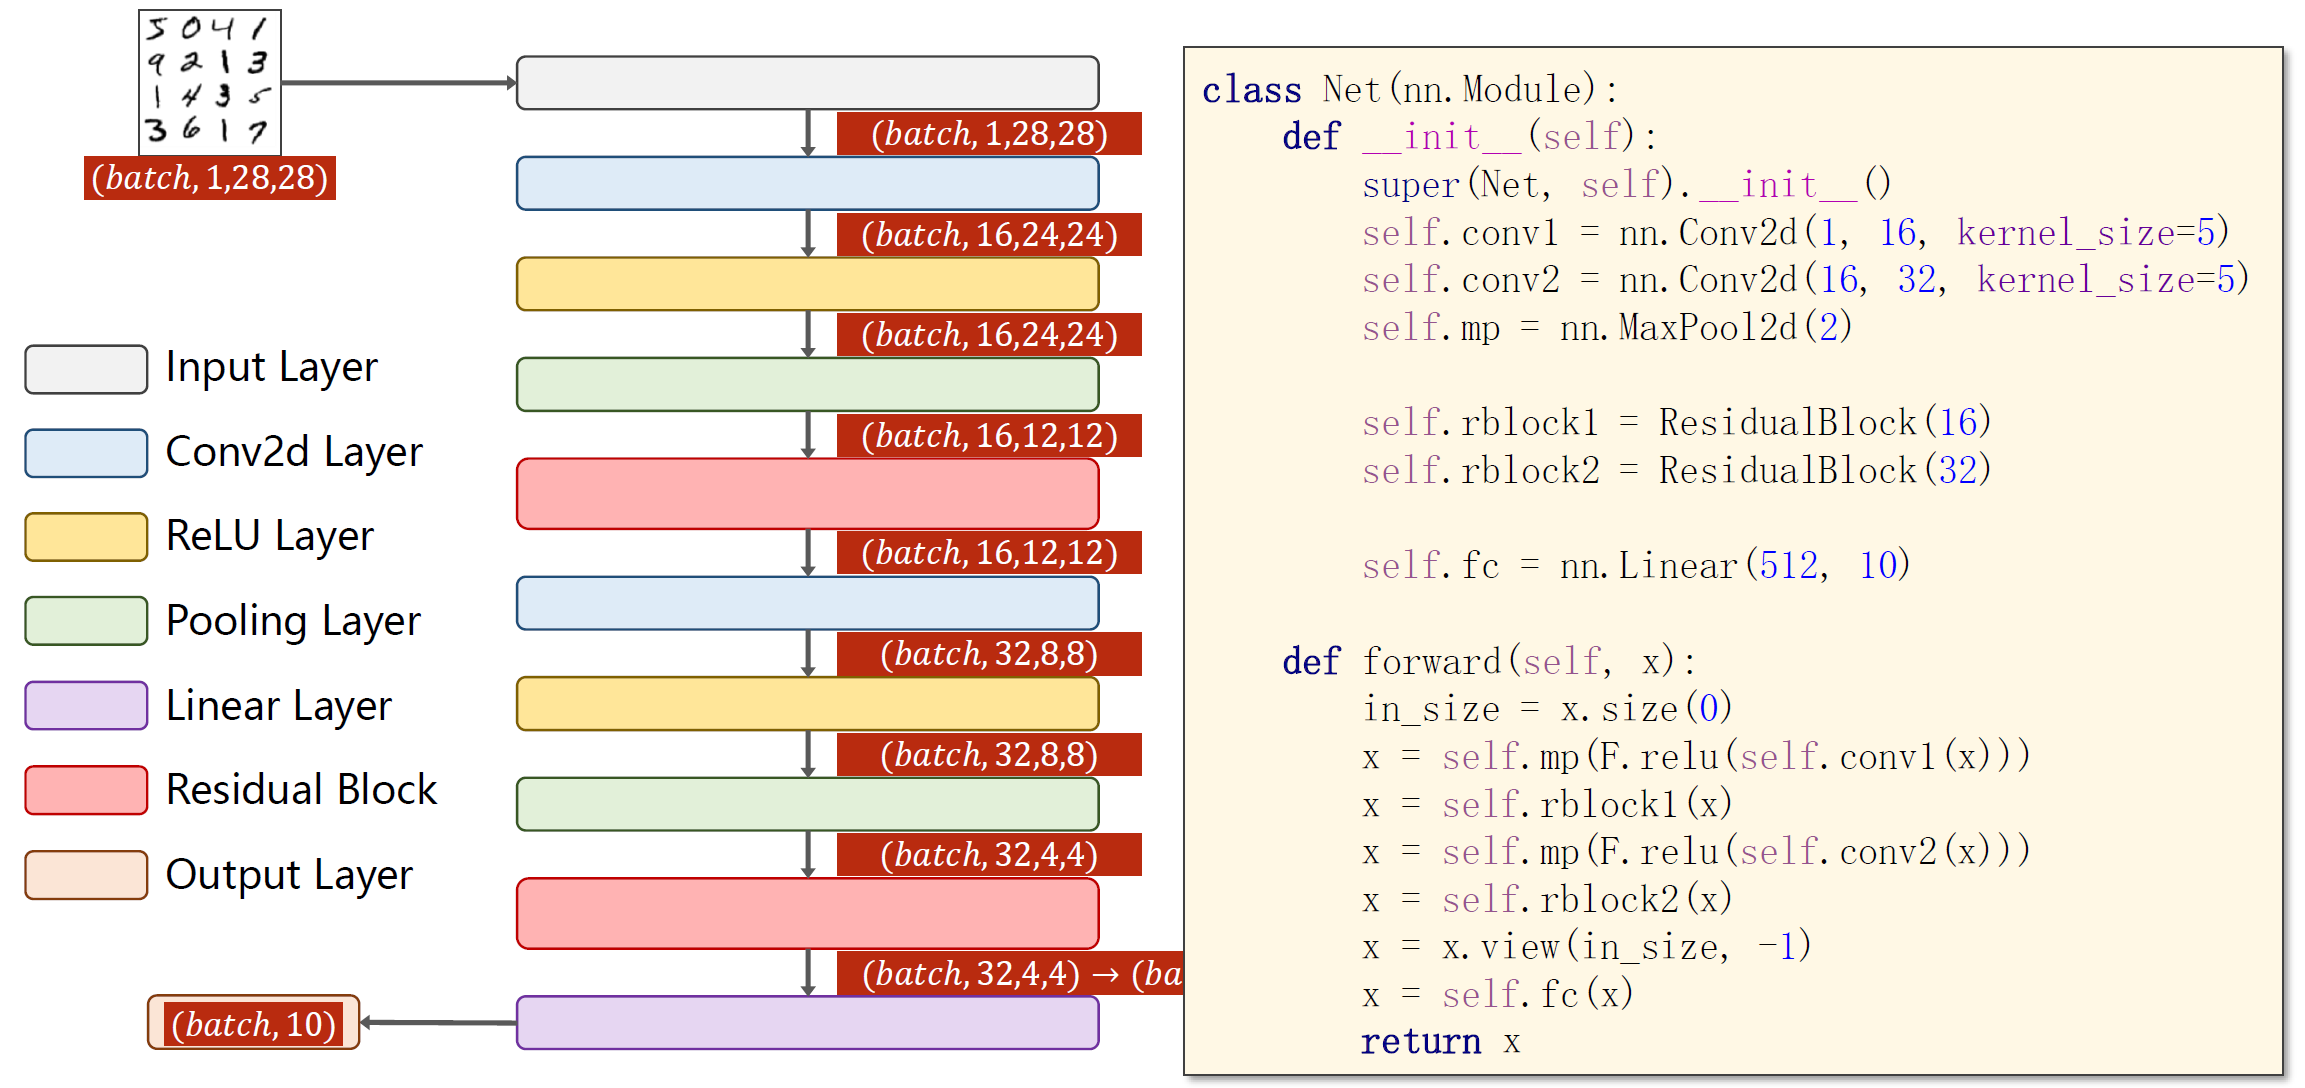 5 0 4 1
9 2 1 3
1 4 3 5
3 6 1 7
(batch, 1,28,28)
(batch, 1,28,28)
(batch, 16,24,24)
(batch, 16,24,24)
(batch, 16,12,12)
(batch, 16,12,12)
(batch, 32,8,8)
(batch, 32,8,8)
(batch, 32,4,4)
(batch, 32,4,4) → (ba
(batch, 10)
Input Layer
Conv2d Layer
ReLU Layer
Pooling Layer
Linear Layer
Residual Block
Output Layer
class Net(nn.Module):
    def __init__(self):
        super(Net, self).__init__()
        self.conv1 = nn.Conv2d(1, 16, kernel_size=5)
        self.conv2 = nn.Conv2d(16, 32, kernel_size=5)
        self.mp = nn.MaxPool2d(2)
        self.rblock1 = ResidualBlock(16)
        self.rblock2 = ResidualBlock(32)
        self.fc = nn.Linear(512, 10)
    def forward(self, x):
        in_size = x.size(0)
        x = self.mp(F.relu(self.conv1(x)))
        x = self.rblock1(x)
        x = self.mp(F.relu(self.conv2(x)))
        x = self.rblock2(x)
        x = x.view(in_size, -1)
        x = self.fc(x)
        return x